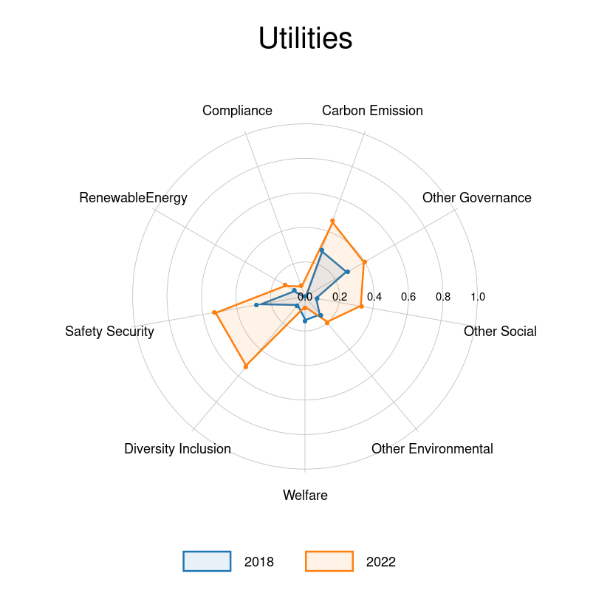 Utilities
Compliance
Carbon Emission
RenewableEnergy
Other Governance
0.0 0.2 0.4 0.6 0.8 1.0
Safety Security
Other Social
Diversity Inclusion
Other Environmental
Welfare
2018
2022